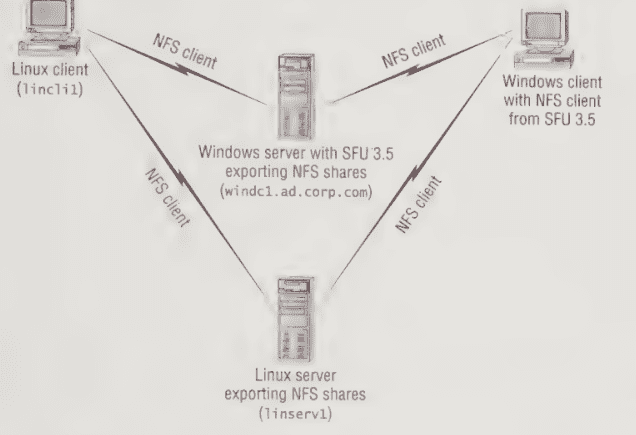 NFS client
NFS client
Linux client
(lincli1)
Windows client
with NFS client
from SFU 3.5
Windows server with SFU 3.5
exporting NFS shares
(windc1.ad.corp.com)
NFS client
NFS client
Linux server
exporting NFS shares
(linserv1)